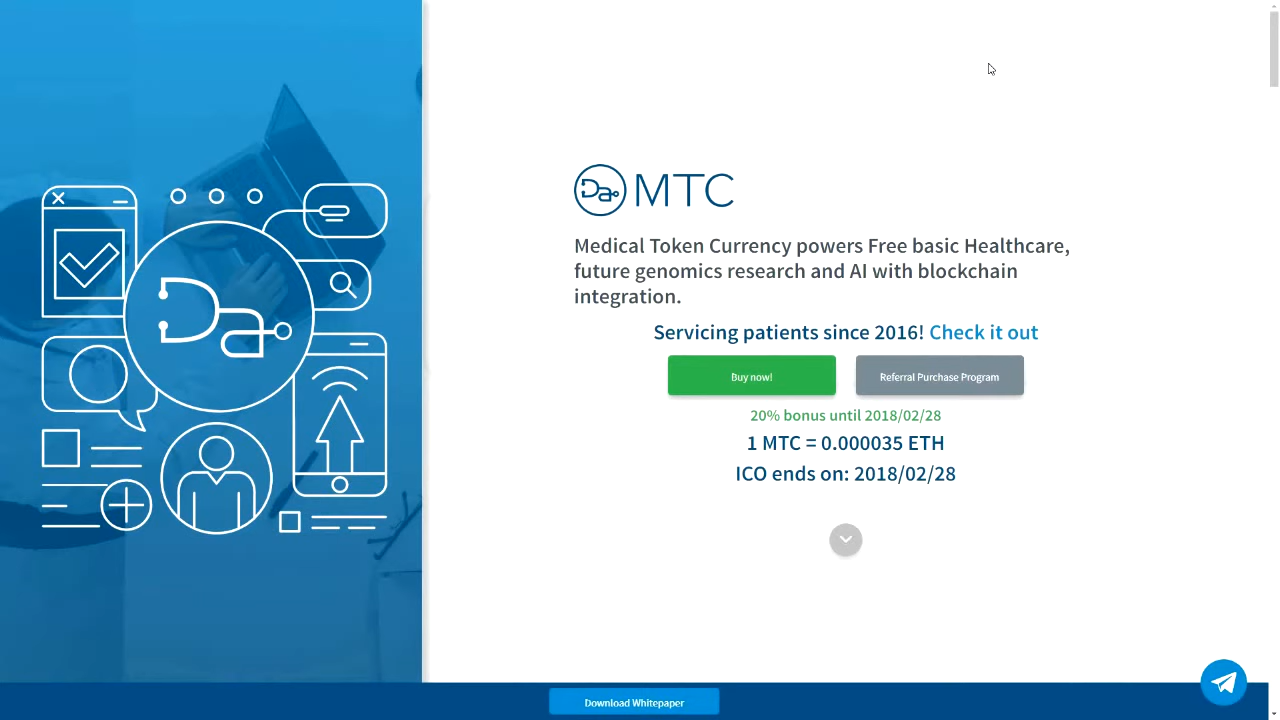 Da MTC
Medical Token Currency powers Free basic Healthcare,
future genomics research and AI with blockchain
integration.
Servicing patients since 2016! Check it out
Buy now!
Referral Purchase Program
20% bonus until 2018/02/28
1 MTC = 0.000035 ETH
ICO ends on: 2018/02/28
Da
Download Whitepaper